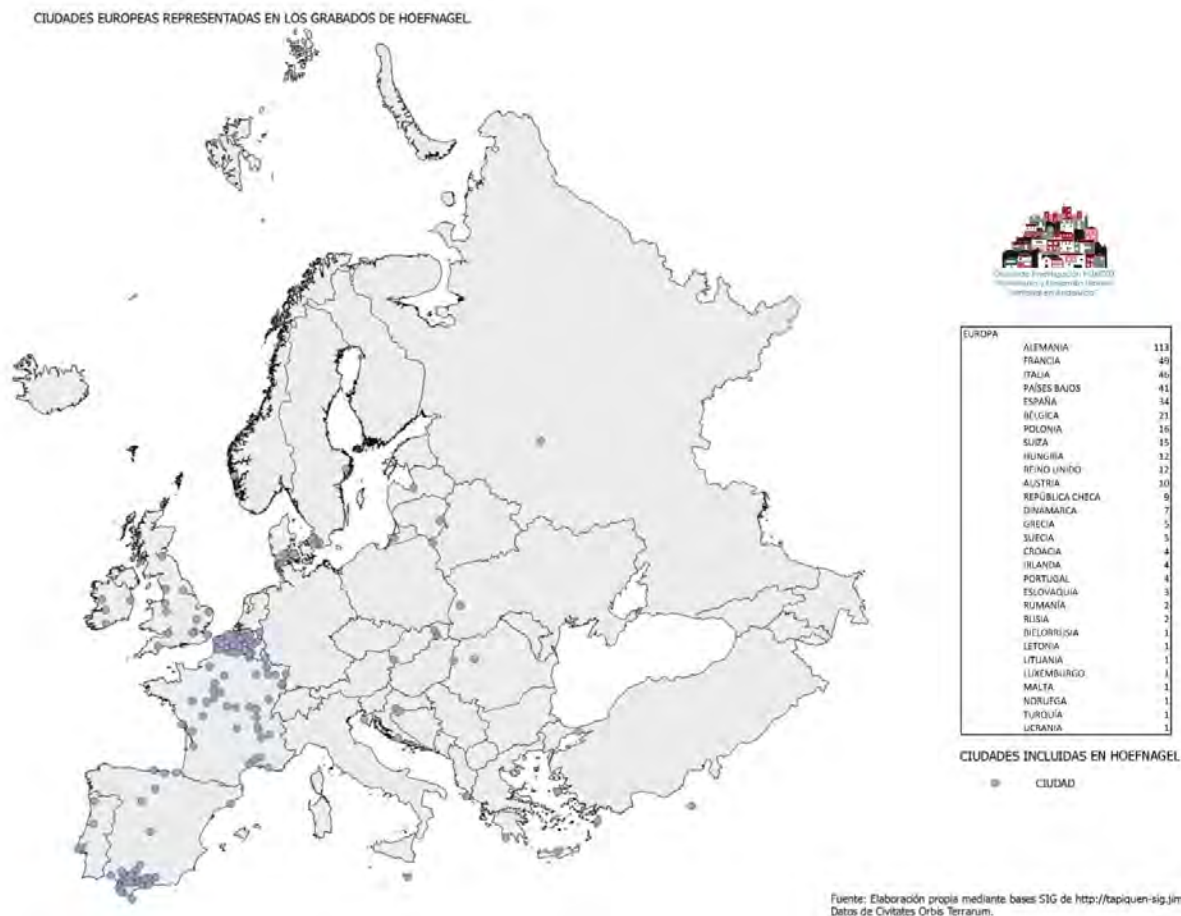 CIUDADES EUROPEAS REPRESENTADAS EN LOS GRABADOS DE HOEFNAGEL.
EUROPA
ALEMANIA 113
FRANCIA 49
ITALIA 46
PAÍSES BAJOS 41
ESPAÑA 34
BÉLGICA 21
POLONIA 16
SUIZA 15
HUNGRIA 12
REINO UNIDO 12
AUSTRIA 10
REPÚBLICA CHECA 9
DINAMARCA 7
GRECIA 5
SUECIA 5
CROACIA 4
IRLANDA 4
PORTUGAL 4
ESLOVAQUIA 3
RUMANÍA 2
RUSIA 2
BIELORRUSIA 1
LETONIA 1
LITUANIA 1
LUXEMBURGO 1
MALTA 1
NORUEGA 1
TURQUÍA 1
UCRANIA 1
CIUDADES INCLUIDAS EN HOEFNAGEL
CIUDAD
Fuente: Elaboración propia mediante bases SIG de http://tapiquen-sig.jim
Datos de Civitates Orbis Terrarum.